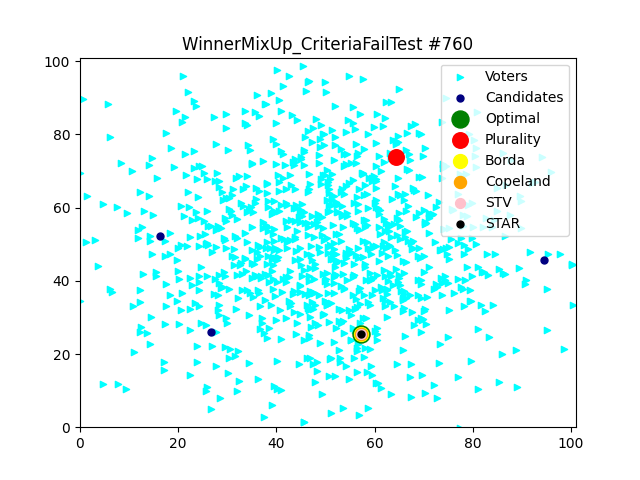 WinnerMixUp_CriteriaFailTest #760
100
80
60
40
20
0
0
20
40
60
80
100
Voters
Candidates
Optimal
Plurality
Borda
Copeland
STV
STAR